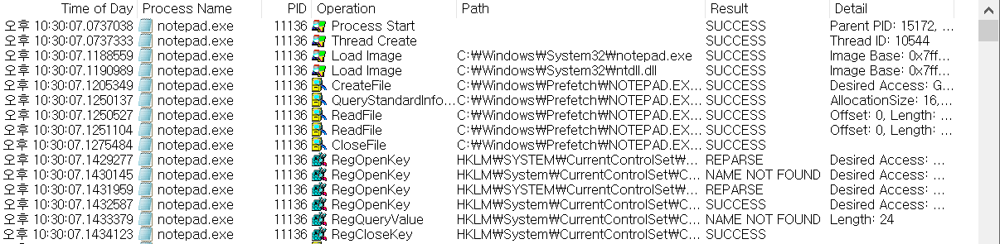 Time of Day Process Name PID Operation Path Result Detail
오후 10:30:07.0737038 notepad.exe 11136 Process Start SUCCESS Parent PID: 15172, ...
오후 10:30:07.0737333 notepad.exe 11136 Thread Create SUCCESS Thread ID: 10544
오후 10:30:07.1188559 notepad.exe 11136 Load Image C:₩Windows₩System32₩notepad.exe SUCCESS Image Base: 0x7ff...
오후 10:30:07.1190989 notepad.exe 11136 Load Image C:₩Windows₩System32₩ntdll.dll SUCCESS Image Base: 0x7ff...
오후 10:30:07.1205349 notepad.exe 11136 CreateFile C:₩Windows₩Prefetch₩NOTEPAD.EX... SUCCESS Desired Access: G...
오후 10:30:07.1250137 notepad.exe 11136 QueryStandardInfo... C:₩Windows₩Prefetch₩NOTEPAD.EX... SUCCESS AllocationSize: 16,...
오후 10:30:07.1250527 notepad.exe 11136 ReadFile C:₩Windows₩Prefetch₩NOTEPAD.EX... SUCCESS Offset: 0, Length: ...
오후 10:30:07.1251104 notepad.exe 11136 ReadFile C:₩Windows₩Prefetch₩NOTEPAD.EX... SUCCESS Offset: 0, Length: ...
오후 10:30:07.1275484 notepad.exe 11136 CloseFile C:₩Windows₩Prefetch₩NOTEPAD.EX... SUCCESS
오후 10:30:07.1429277 notepad.exe 11136 RegOpenKey HKLM₩SYSTEM₩CurrentControlSet₩... REPARSE Desired Access: ...
오후 10:30:07.1430145 notepad.exe 11136 RegOpenKey HKLM₩System₩CurrentControlSet₩C... NAME NOT FOUND Desired Access: ...
오후 10:30:07.1431959 notepad.exe 11136 RegOpenKey HKLM₩SYSTEM₩CurrentControlSet₩... REPARSE Desired Access: ...
오후 10:30:07.1432587 notepad.exe 11136 RegOpenKey HKLM₩System₩CurrentControlSet₩C... SUCCESS Desired Access: ...
오후 10:30:07.1433379 notepad.exe 11136 RegQueryValue HKLM₩System₩CurrentControlSet₩C... NAME NOT FOUND Length: 24
오후 10:30:07.1434123 notepad.exe 11136 RegCloseKey HKLM₩System₩CurrentControlSet₩C... SUCCESS